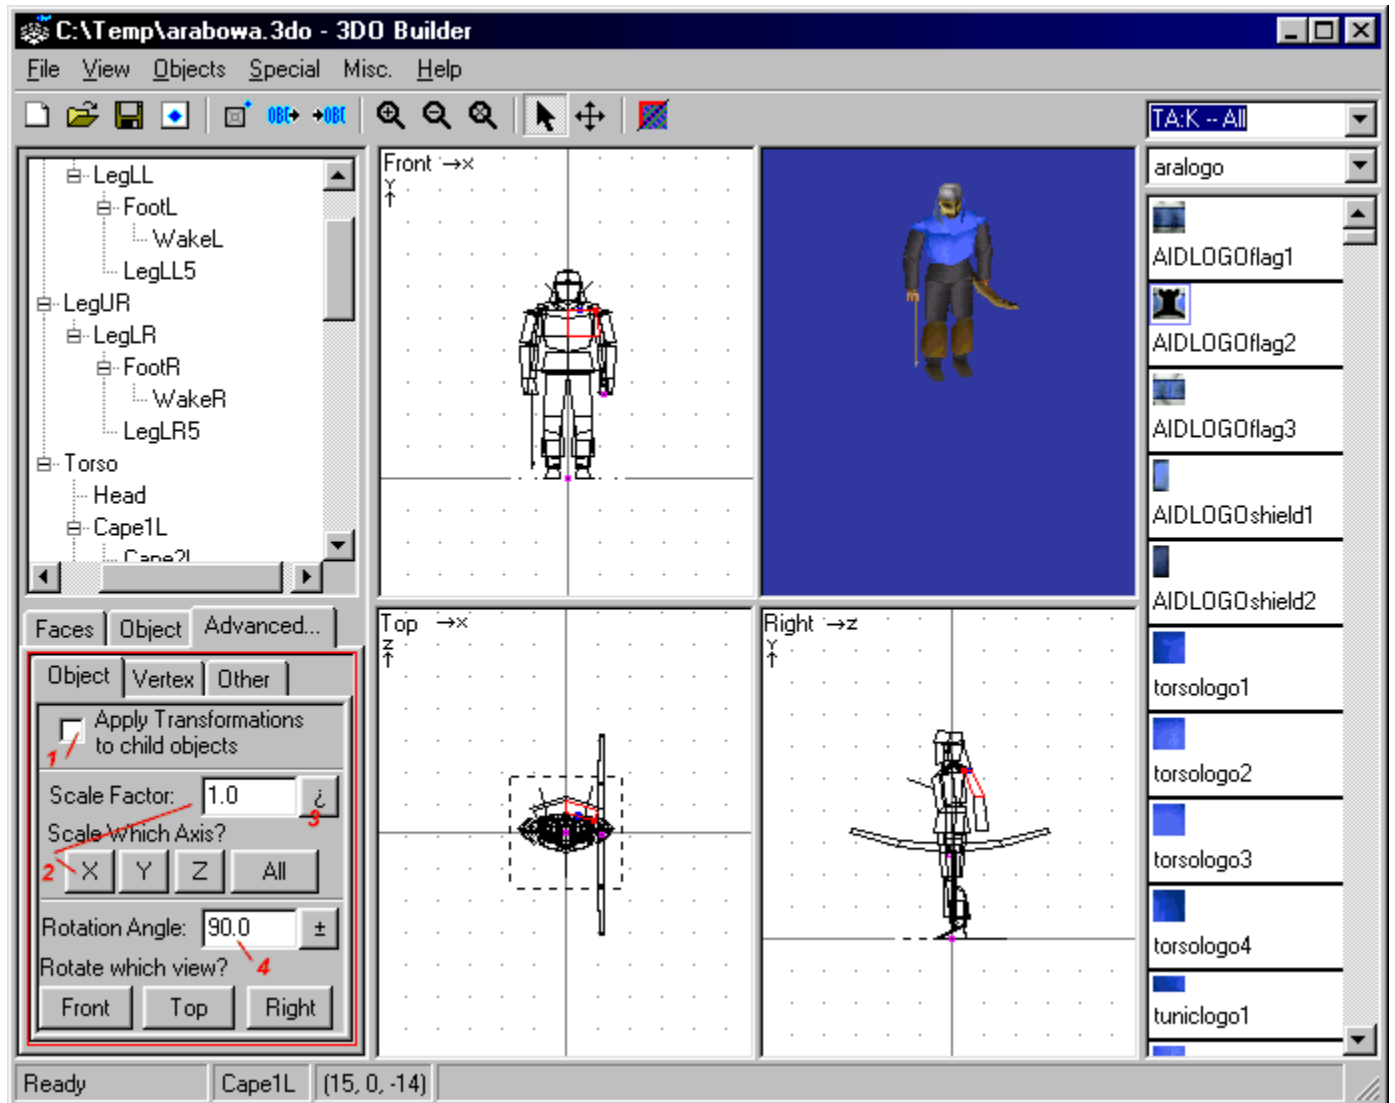 C:\Temp\arabowa.3do - 3DO Builder
File View Objects Special Misc. Help
OBJ OBJ
TA:K -- All
aralogo
LegLL
FootL
WakeL
LegLL5
LegUR
LegLR
FootR
WakeR
LegLR5
Torso
Head
Cape1L
Cape2L
Front →x
Y
↑
Top →x
Z
↑
Right →z
Y
↑
AIDLOGOflag1
AIDLOGOflag2
AIDLOGOflag3
AIDLOGOshield1
AIDLOGOshield2
torsologo1
torsologo2
torsologo3
torsologo4
tuniclogo1
Faces Object Advanced...
Object Vertex Other
Apply Transformations
to child objects
1
Scale Factor: 1.0 ¿
3
Scale Which Axis?
2 X Y Z All
Rotation Angle: 90.0 ±
Rotate which view? 4
Front Top Right
Ready Cape1L (15, 0, -14)